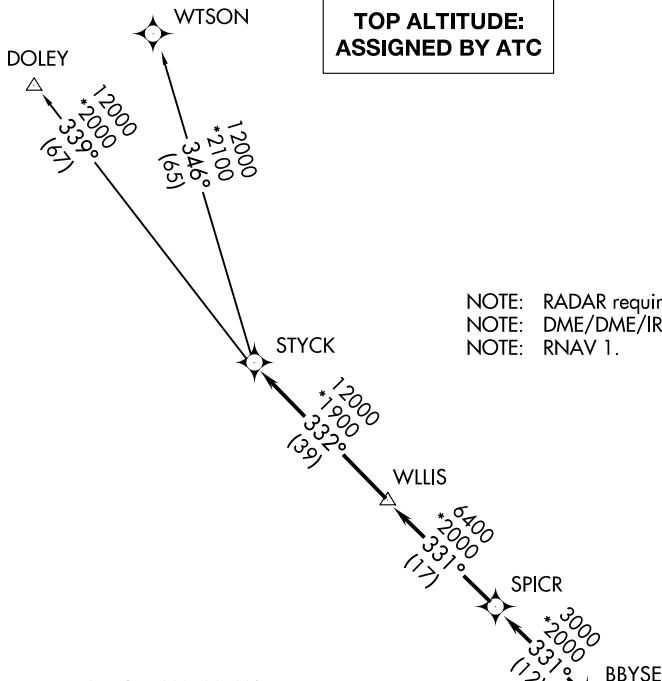 TOP ALTITUDE:
ASSIGNED BY ATC
WTSON
DOLEY
12000
*2000
339°
(67)
12000
*2100
346°
(65)
NOTE: RADAR requir
NOTE: DME/DME/IR
NOTE: RNAV 1.
STYCK
12000
*1900
332°
(39)
WLLIS
6400
*2000
331°
(17)
SPICR
3000
*2000
331°
(12)
BBYSE